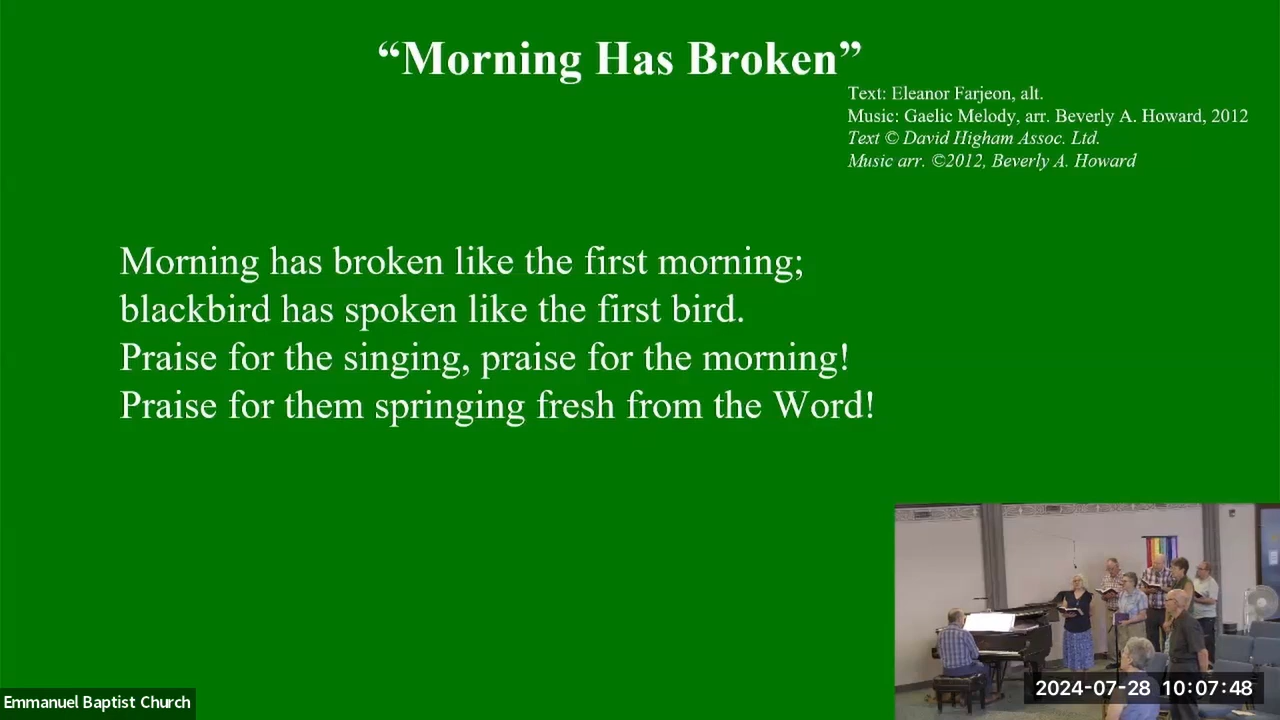 “Morning Has Broken”
Text: Eleanor Farjeon, alt.
Music: Gaelic Melody, arr. Beverly A. Howard, 2012
Text © David Higham Assoc. Ltd.
Music arr. ©2012, Beverly A. Howard
Morning has broken like the first morning;
blackbird has spoken like the first bird.
Praise for the singing, praise for the morning!
Praise for them springing fresh from the Word!
Emmanuel Baptist Church
2024-07-28 10:07:48